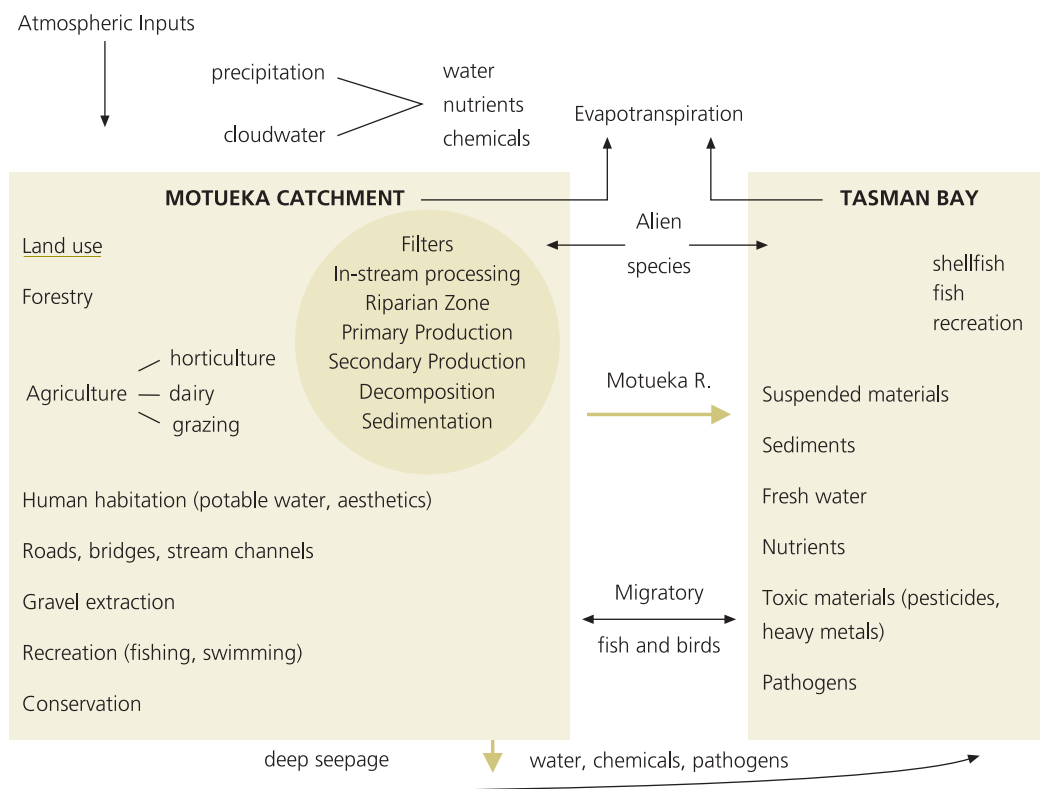 Atmospheric Inputs
precipitation
cloudwater
water
nutrients
chemicals
Evapotranspiration
MOTUEKA CATCHMENT
Land use
Forestry
Agriculture
horticulture
dairy
grazing
Filters
In-stream processing
Riparian Zone
Primary Production
Secondary Production
Decomposition
Sedimentation
Human habitation (potable water, aesthetics)
Roads, bridges, stream channels
Gravel extraction
Recreation (fishing, swimming)
Conservation
Alien
species
Motueka R.
Migratory
fish and birds
TASMAN BAY
shellfish
fish
recreation
Suspended materials
Sediments
Fresh water
Nutrients
Toxic materials (pesticides,
heavy metals)
Pathogens
deep seepage
water, chemicals, pathogens